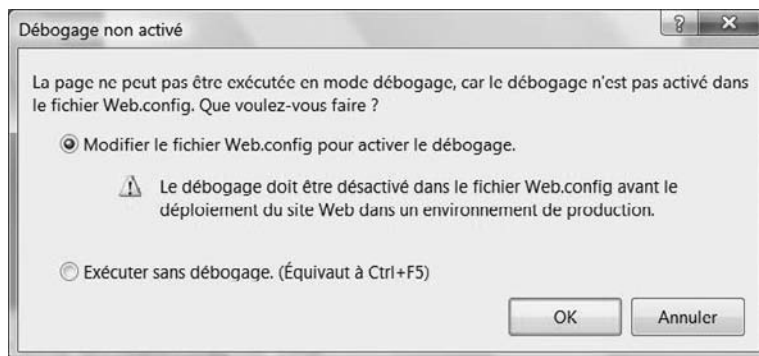 Débogage non activé
La page ne peut pas être exécutée en mode débogage, car le débogage n'est pas activé dans
le fichier Web.config. Que voulez-vous faire ?
Modifier le fichier Web.config pour activer le débogage.
Le débogage doit être désactivé dans le fichier Web.config avant le
déploiement du site Web dans un environnement de production.
Exécuter sans débogage. (Équivaut à Ctrl+F5)
OK Annuler